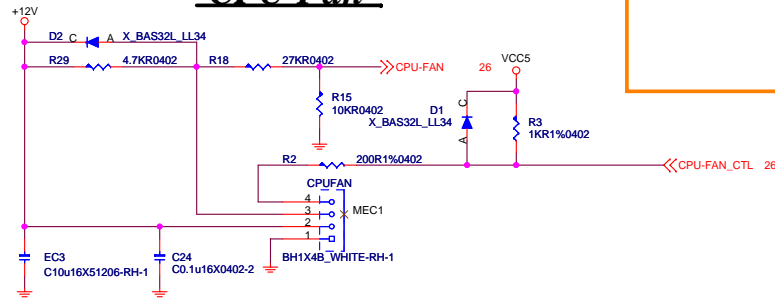 CPU Fan
+12V
D2 C A X_BAS32L_LL34
R29 4.7KR0402 R18 27KR0402 CPU-FAN 26 VCC5
R15
10KR0402
D1 C
X_BAS32L_LL34
A
R3
1KR1%0402
R2 200R1%0402 CPU-FAN_CTL 26
CPUFAN
4
3 MEC1
2
1
BH1X4B_WHITE-RH-1
EC3
C10u16X51206-RH-1
C24
C0.1u16X0402-2